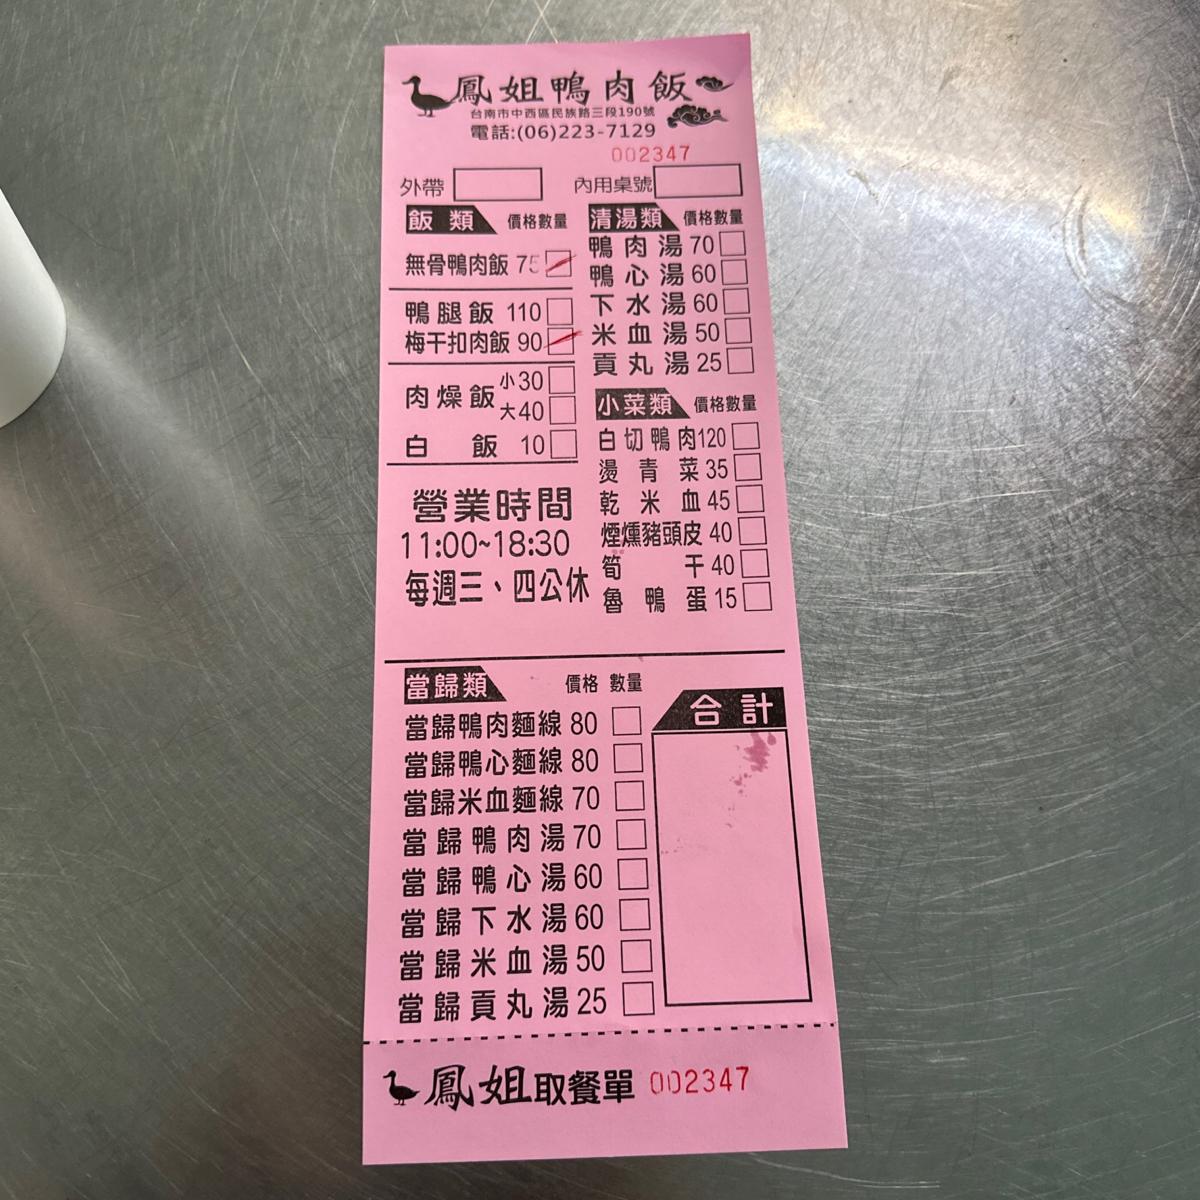 鳳姐鴨肉飯
台南市中西區民族路三段190號
電話:(06)223-7129
002347
外帶 內用桌號
飯類 價格數量
無骨鴨肉飯 75
鴨腿飯 110
梅干扣肉飯 90
肉燥飯 小30
大40
白飯 10
營業時間
11:00~18:30
每週三、四公休
清湯類 價格數量
鴨肉湯 70
鴨心湯 60
下水湯 60
米血湯 50
貢丸湯 25
小菜類 價格數量
白切鴨肉 120
燙青菜 35
乾米血 45
煙燻豬頭皮 40
筍干 40
魯鴨蛋 15
當歸類 價格 數量
當歸鴨肉麵線 80
當歸鴨心麵線 80
當歸米血麵線 70
當歸鴨肉湯 70
當歸鴨心湯 60
當歸下水湯 60
當歸米血湯 50
當歸貢丸湯 25
合計
鳳姐取餐單 002347